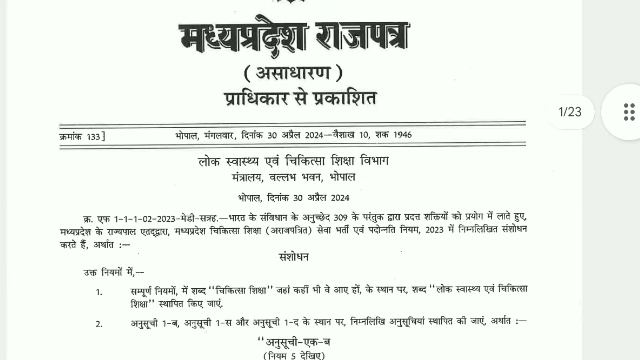 मध्यप्रदेश राजपत्र
( असाधारण )
प्राधिकार से प्रकाशित
1/23
क्रमांक 133] भोपाल, मंगलवार, दिनांक 30 अप्रैल 2024—वैशाख 10, शक 1946
लोक स्वास्थ्य एवं चिकित्सा शिक्षा विभाग
मंत्रालय, वल्लभ भवन, भोपाल
भोपाल, दिनांक 30 अप्रैल 2024
क्र. एफ 1-1-1-02-2023-मेडी-सत्रह.—भारत के संविधान के अनुच्छेद 309 के परंतुक द्वारा प्रदत्त शक्तियों को प्रयोग में लाते हुए,
मध्यप्रदेश के राज्यपाल एतद्द्वारा, मध्यप्रदेश चिकित्सा शिक्षा (अराजपत्रित) सेवा भर्ती एवं पदोन्नति नियम, 2023 में निम्नलिखित संशोधन
करते हैं, अर्थात :—
संशोधन
उक्त नियमों में,—
1. सम्पूर्ण नियमों, में शब्द "चिकित्सा शिक्षा" जहां कहीं भी वे आए हों, के स्थान पर, शब्द "लोक स्वास्थ्य एवं चिकित्सा
शिक्षा" स्थापित किए जाएं,
2. अनुसूची 1-ब, अनुसूची 1-स और अनुसूची 1-द के स्थान पर, निम्नलिखि अनुसूचियां स्थापित की जाएं, अर्थात :—
"अनुसूची-एक-ब
(नियम 5 देखिए)